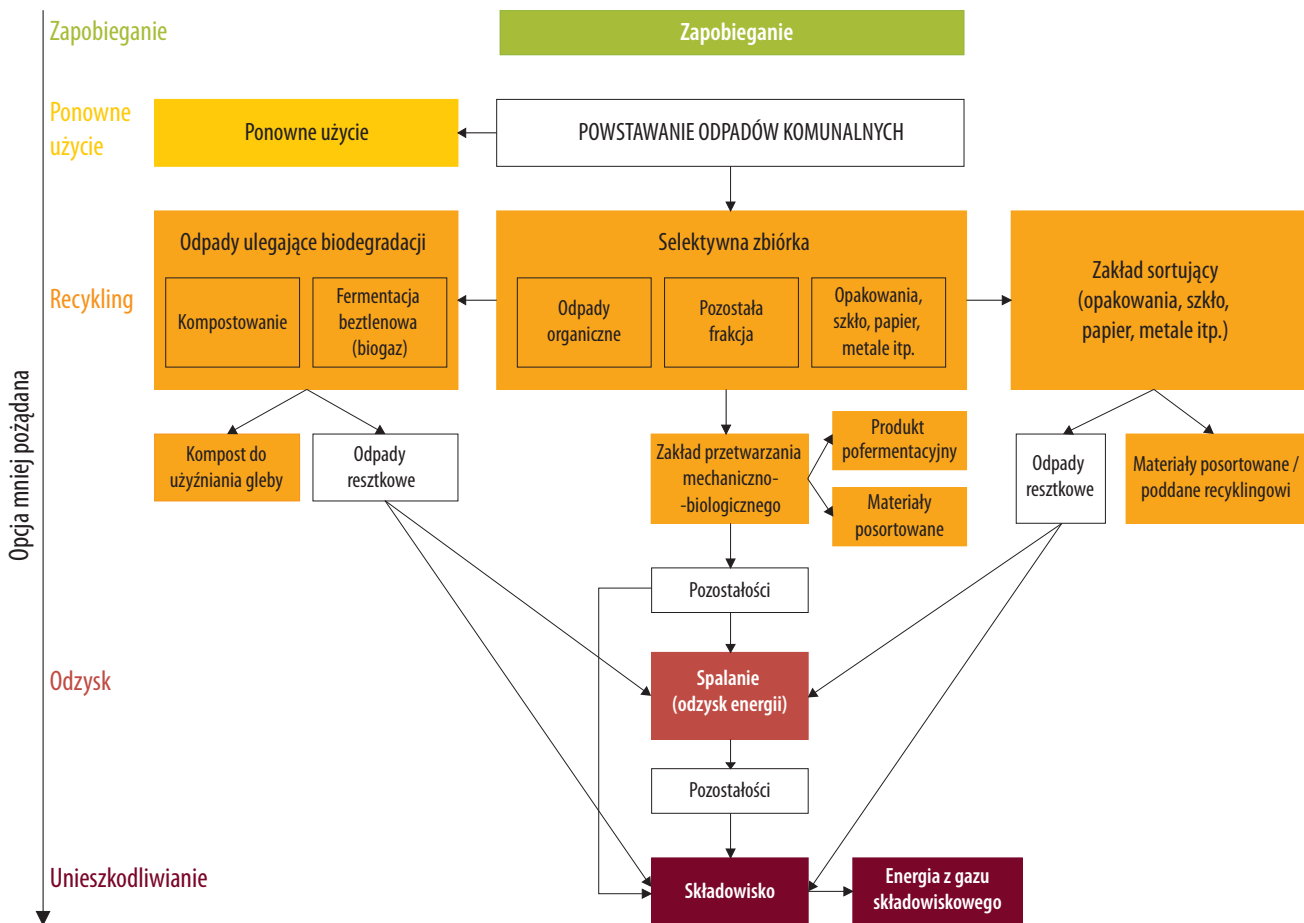 Zapobieganie
Zapobieganie
Ponowne
użycie
Ponowne użycie
POWSTAWANIE ODPADÓW KOMUNALNYCH
Opcja mniej pożądana
Recykling
Odpady ulegające biodegradacji
Kompostowanie
Fermentacja
beztlenowa
(biogaz)
Selektywna zbiórka
Odpady
organiczne
Pozostała
frakcja
Opakowania,
szkło, papier,
metale itp.
Zakład sortujący
(opakowania, szkło,
papier, metale itp.)
Kompost do
użyźniania gleby
Odpady
resztkowe
Zakład przetwarzania
mechaniczno-
-biologicznego
Produkt
pofermentacyjny
Materiały
posortowane
Odpady
resztkowe
Materiały posortowane /
poddane recyklingowi
Pozostałości
Odzysk
Spalanie
(odzysk energii)
Pozostałości
Unieszkodliwianie
Składowisko
Energia z gazu
składowiskowego